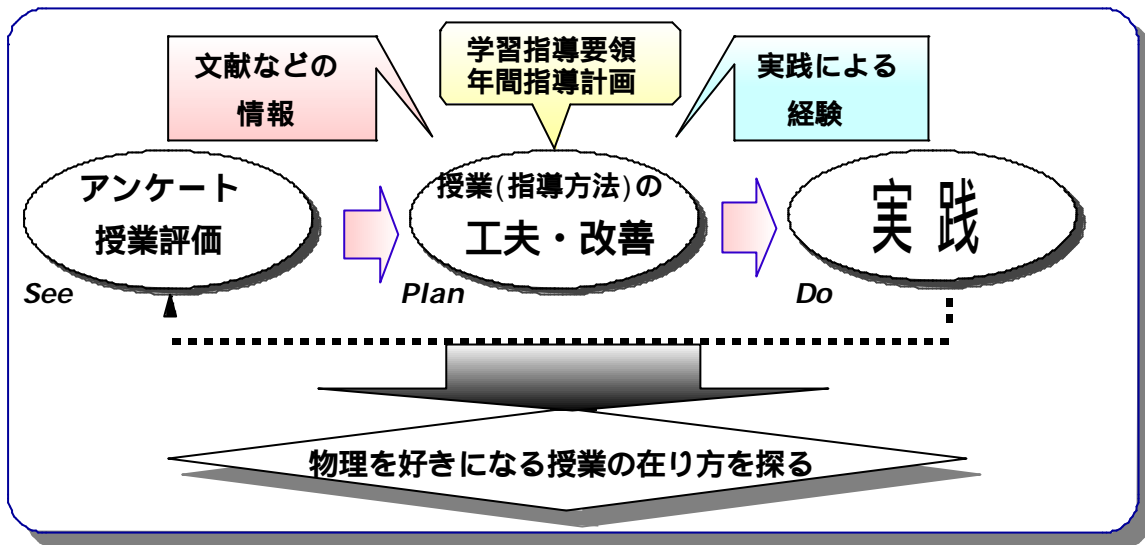 文献などの
情報
学習指導要領
年間指導計画
実践による
経験
アンケート
授業評価
See
授業(指導方法)の
工夫・改善
Plan
実践
Do
物理を好きになる授業の在り方を探る